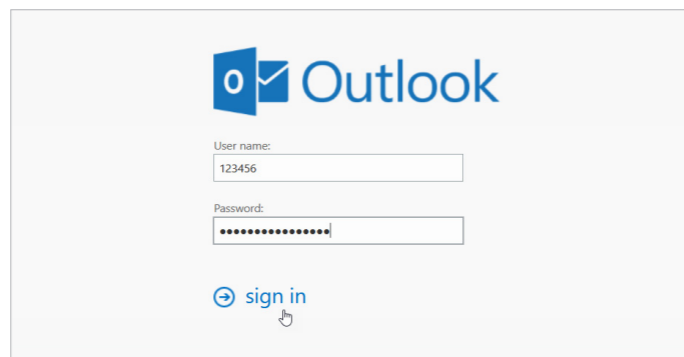 Outlook
User name:
123456
Password:
••••••••••••••••
sign in